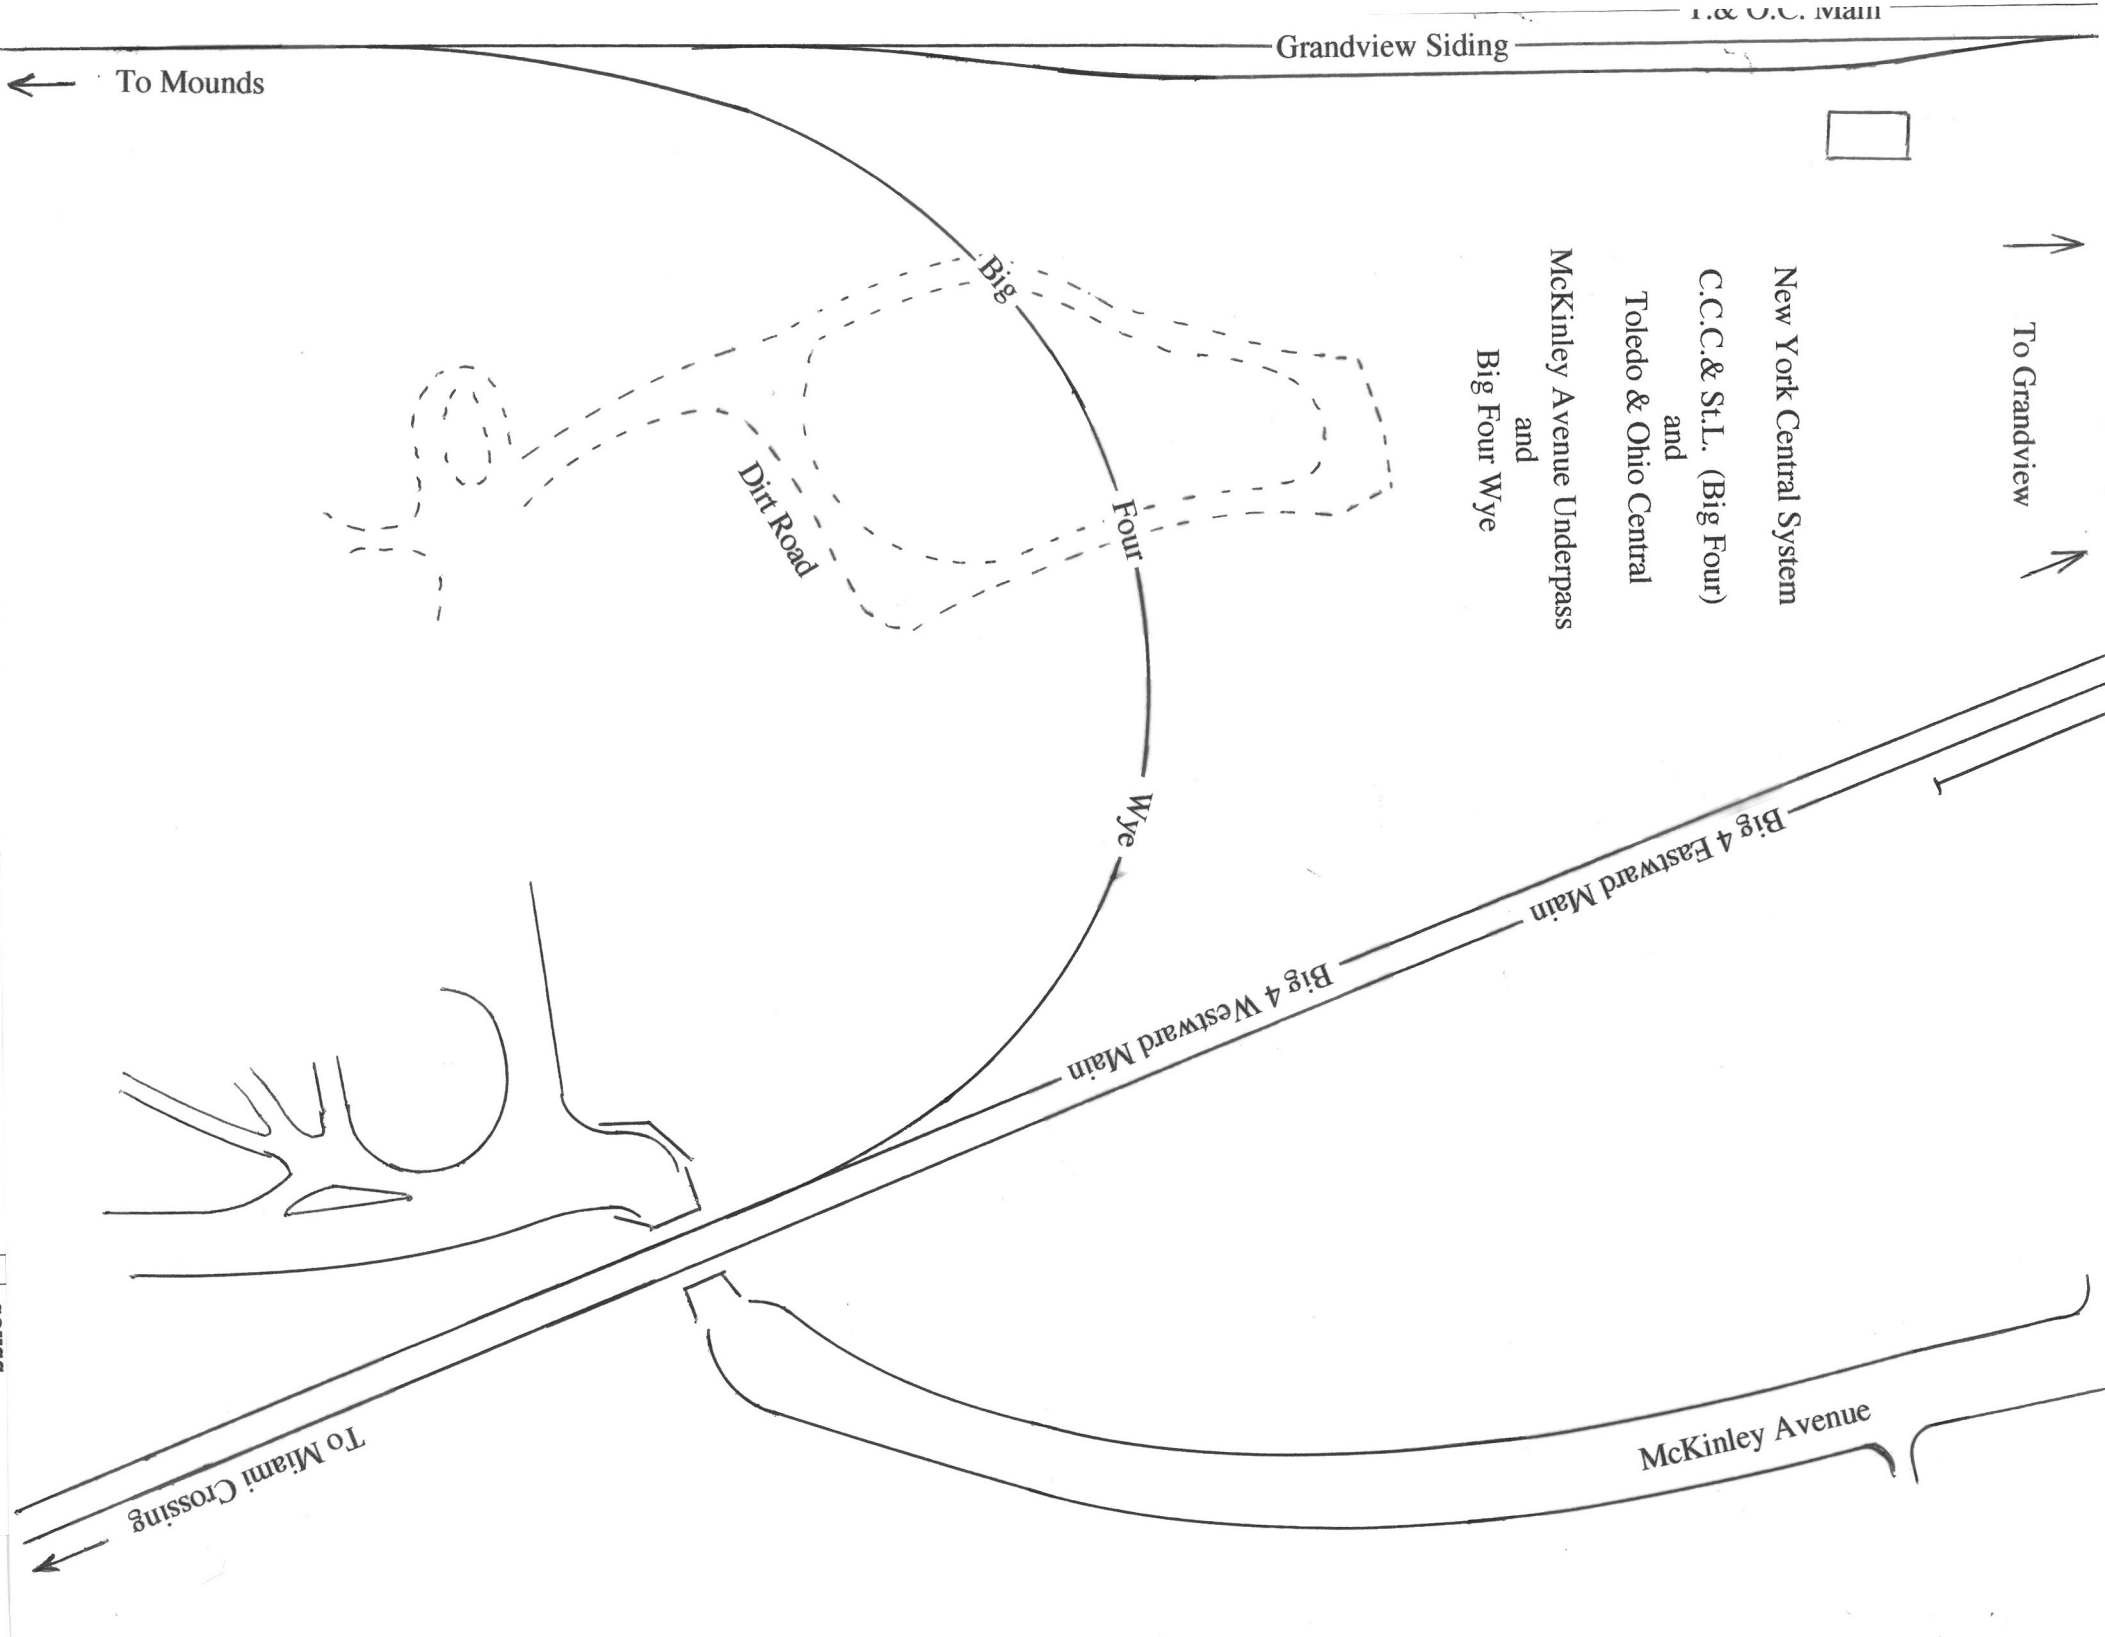 T.& O.C. Main
Grandview Siding
To Mounds
Big Four Wye
Dirt Road
To Grandview
New York Central System
C.C.C.& St.L. (Big Four)
and
Toledo & Ohio Central
McKinley Avenue Underpass
and
Big Four Wye
Big 4 Eastward Main
Big 4 Westward Main
To Miami Crossing
McKinley Avenue